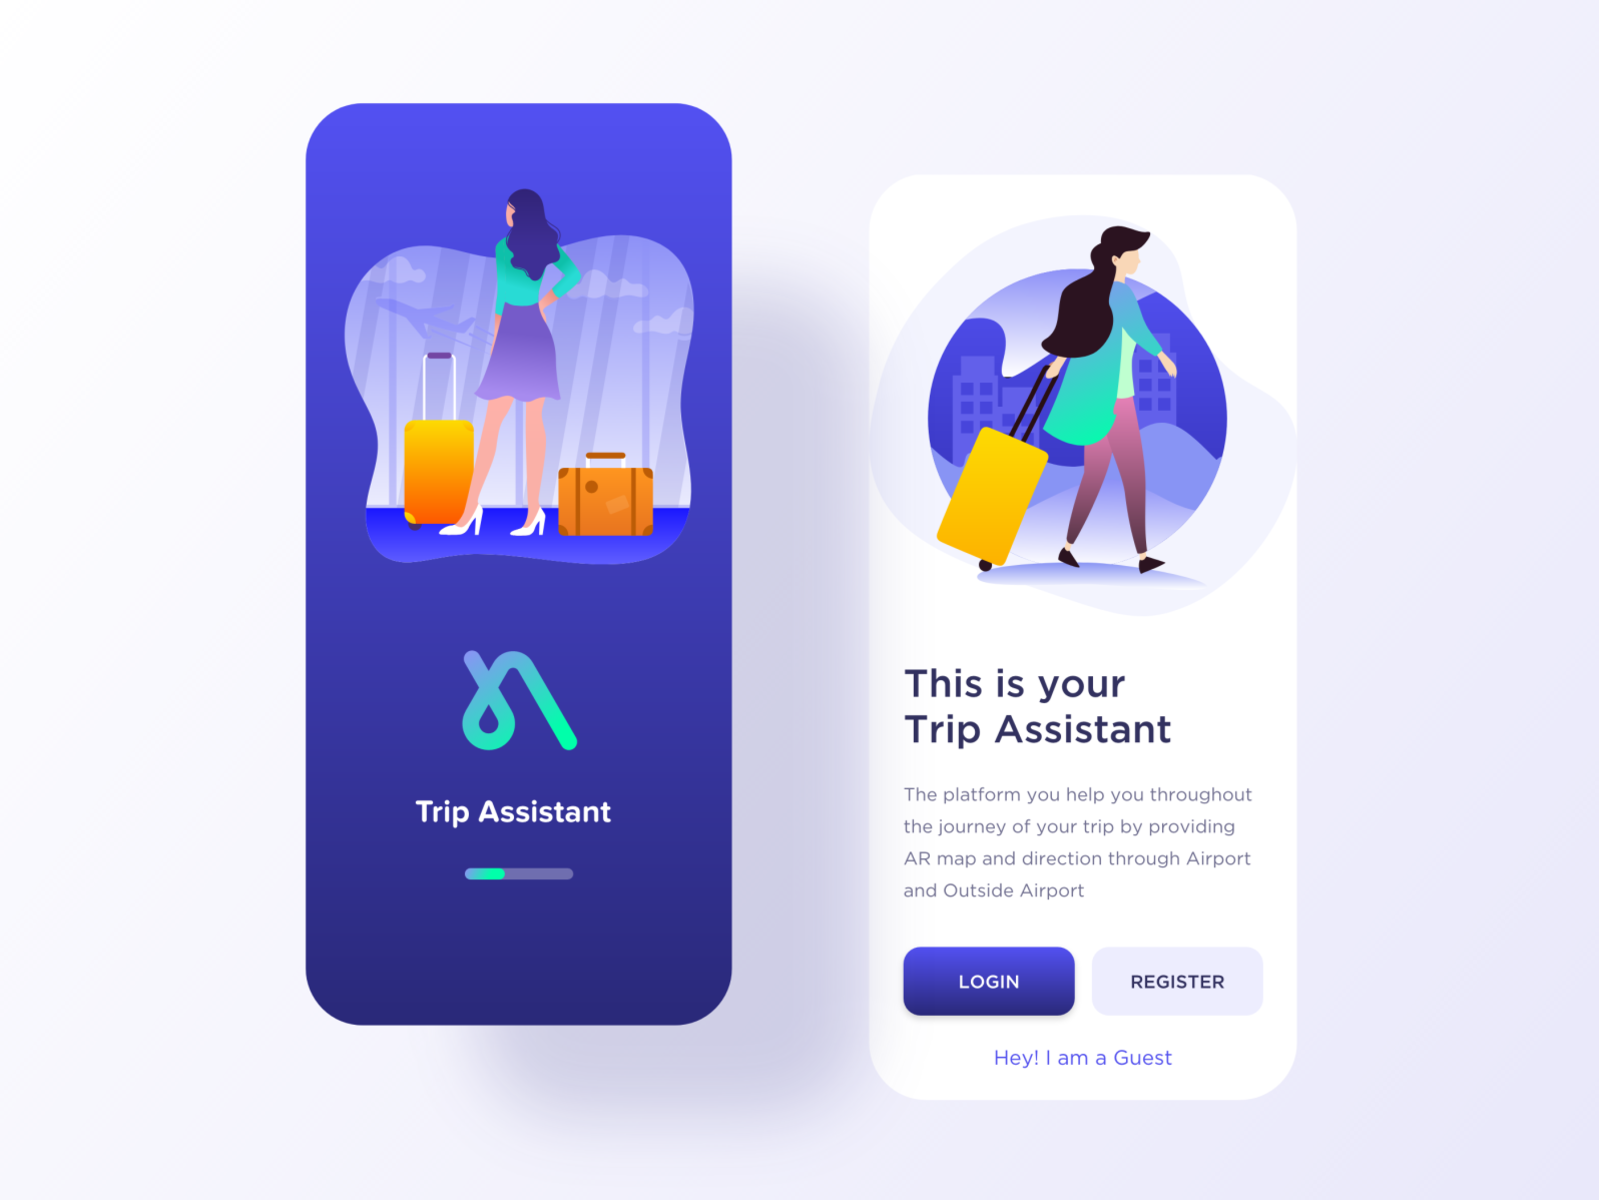 Trip Assistant
This is your
Trip Assistant
The platform you help you throughout
the journey of your trip by providing
AR map and direction through Airport
and Outside Airport
LOGIN
REGISTER
Hey! I am a Guest